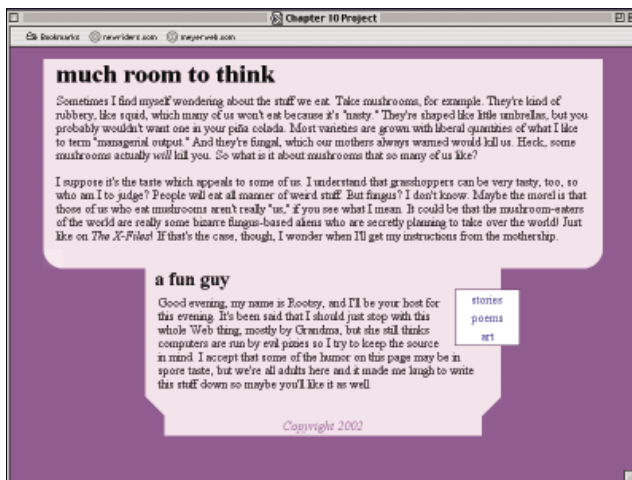 Chapter 10 Project
Bookmarks newriders.com meyerweb.com
much room to think
Sometimes I find myself wondering about the stuff we eat. Take mushrooms, for example. They're kind of
rubbery, like squid, which many of us won't eat because it's "nasty." They're shaped like little umbrellas, but you
probably wouldn't want one in your piña colada. Most varieties are grown with liberal quantities of what I like
to term "managerial output." And they're fungal, which our mothers always warned would kill us. Heck, some
mushrooms actually will kill you. So what is it about mushrooms that so many of us like?
I suppose it's the taste which appeals to some of us. I understand that grasshoppers can be very tasty, too, so
who am I to judge? People will eat all manner of weird stuff. But fungus? I don't know. Maybe the morel is that
those of us who eat mushrooms aren't really "us," if you see what I mean. It could be that the mushroom-eaters
of the world are really some bizarre fungus-based aliens who are secretly planning to take over the world! Just
like on The X-Files! If that's the case, though, I wonder when I'll get my instructions from the mothership.
a fun guy
Good evening, my name is Rootsy, and I'll be your host for
this evening. It's been said that I should just stop with this
whole Web thing, mostly by Grandma, but she still thinks
computers are run by evil pixies so I try to keep the source
in mind. I accept that some of the humor on this page may be in
spore taste, but we're all adults here and it made me laugh to write
this stuff down so maybe you'll like it as well.
stories
poems
art
Copyright 2002